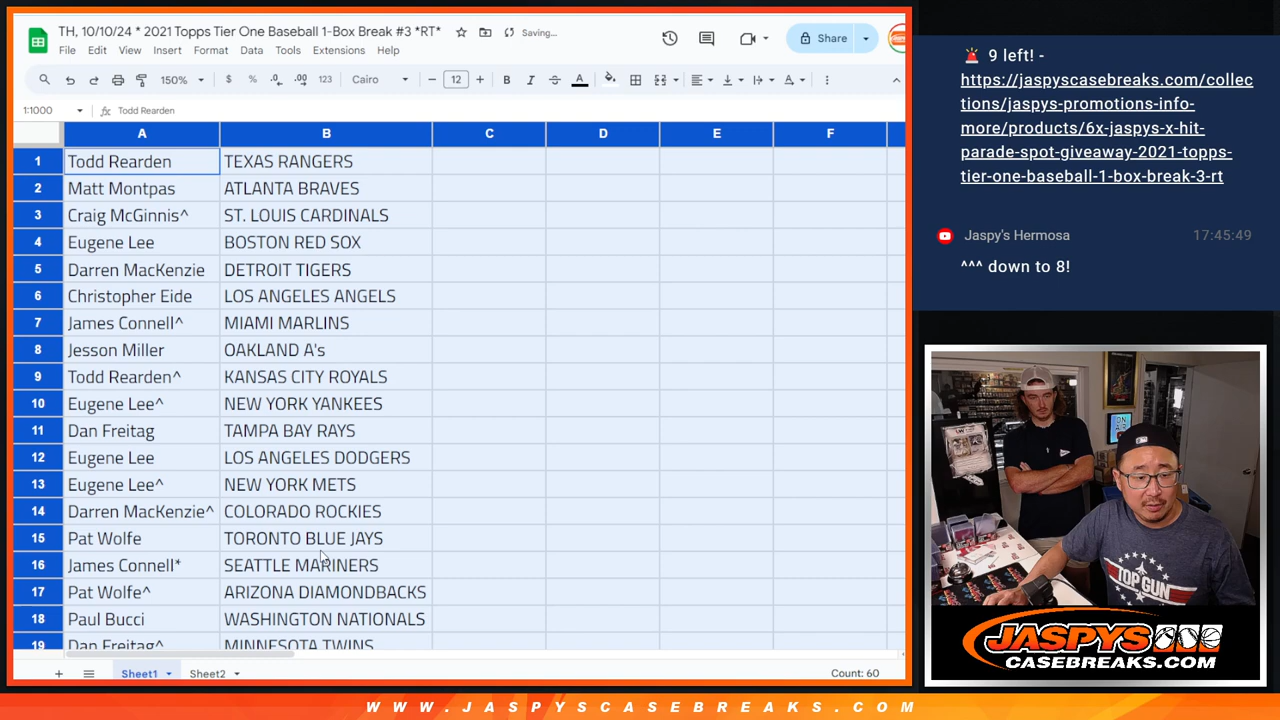 TH, 10/10/24 * 2021 Topps Tier One Baseball 1-Box Break #3 *RT*
Saving...
File Edit View Insert Format Data Tools Extensions Help
Share
150% $ % .0 .00 123 Cairo 12 B I A
1:1000 fx Todd Rearden
A B C D E F
1 Todd Rearden TEXAS RANGERS
2 Matt Montpas ATLANTA BRAVES
3 Craig McGinnis^ ST. LOUIS CARDINALS
4 Eugene Lee BOSTON RED SOX
5 Darren MacKenzie DETROIT TIGERS
6 Christopher Eide LOS ANGELES ANGELS
7 James Connell^ MIAMI MARLINS
8 Jesson Miller OAKLAND A's
9 Todd Rearden^ KANSAS CITY ROYALS
10 Eugene Lee^ NEW YORK YANKEES
11 Dan Freitag TAMPA BAY RAYS
12 Eugene Lee LOS ANGELES DODGERS
13 Eugene Lee^ NEW YORK METS
14 Darren MacKenzie^ COLORADO ROCKIES
15 Pat Wolfe TORONTO BLUE JAYS
16 James Connell* SEATTLE MARINERS
17 Pat Wolfe^ ARIZONA DIAMONDBACKS
18 Paul Bucci WASHINGTON NATIONALS
19 Dan Freitag^ MINNESOTA TWINS
Sheet1 Sheet2 Count: 60
9 left! -
https://jaspyscasebreaks.com/collec
tions/jaspys-promotions-info-
more/products/6x-jaspys-x-hit-
parade-spot-giveaway-2021-topps-
tier-one-baseball-1-box-break-3-rt
Jaspy's Hermosa 17:45:49
^^^ down to 8!
ON
AIR
TOP GUN
JASPYS
CASEBREAKS.COM
WWW.JASPYSCASEBREAKS.COM